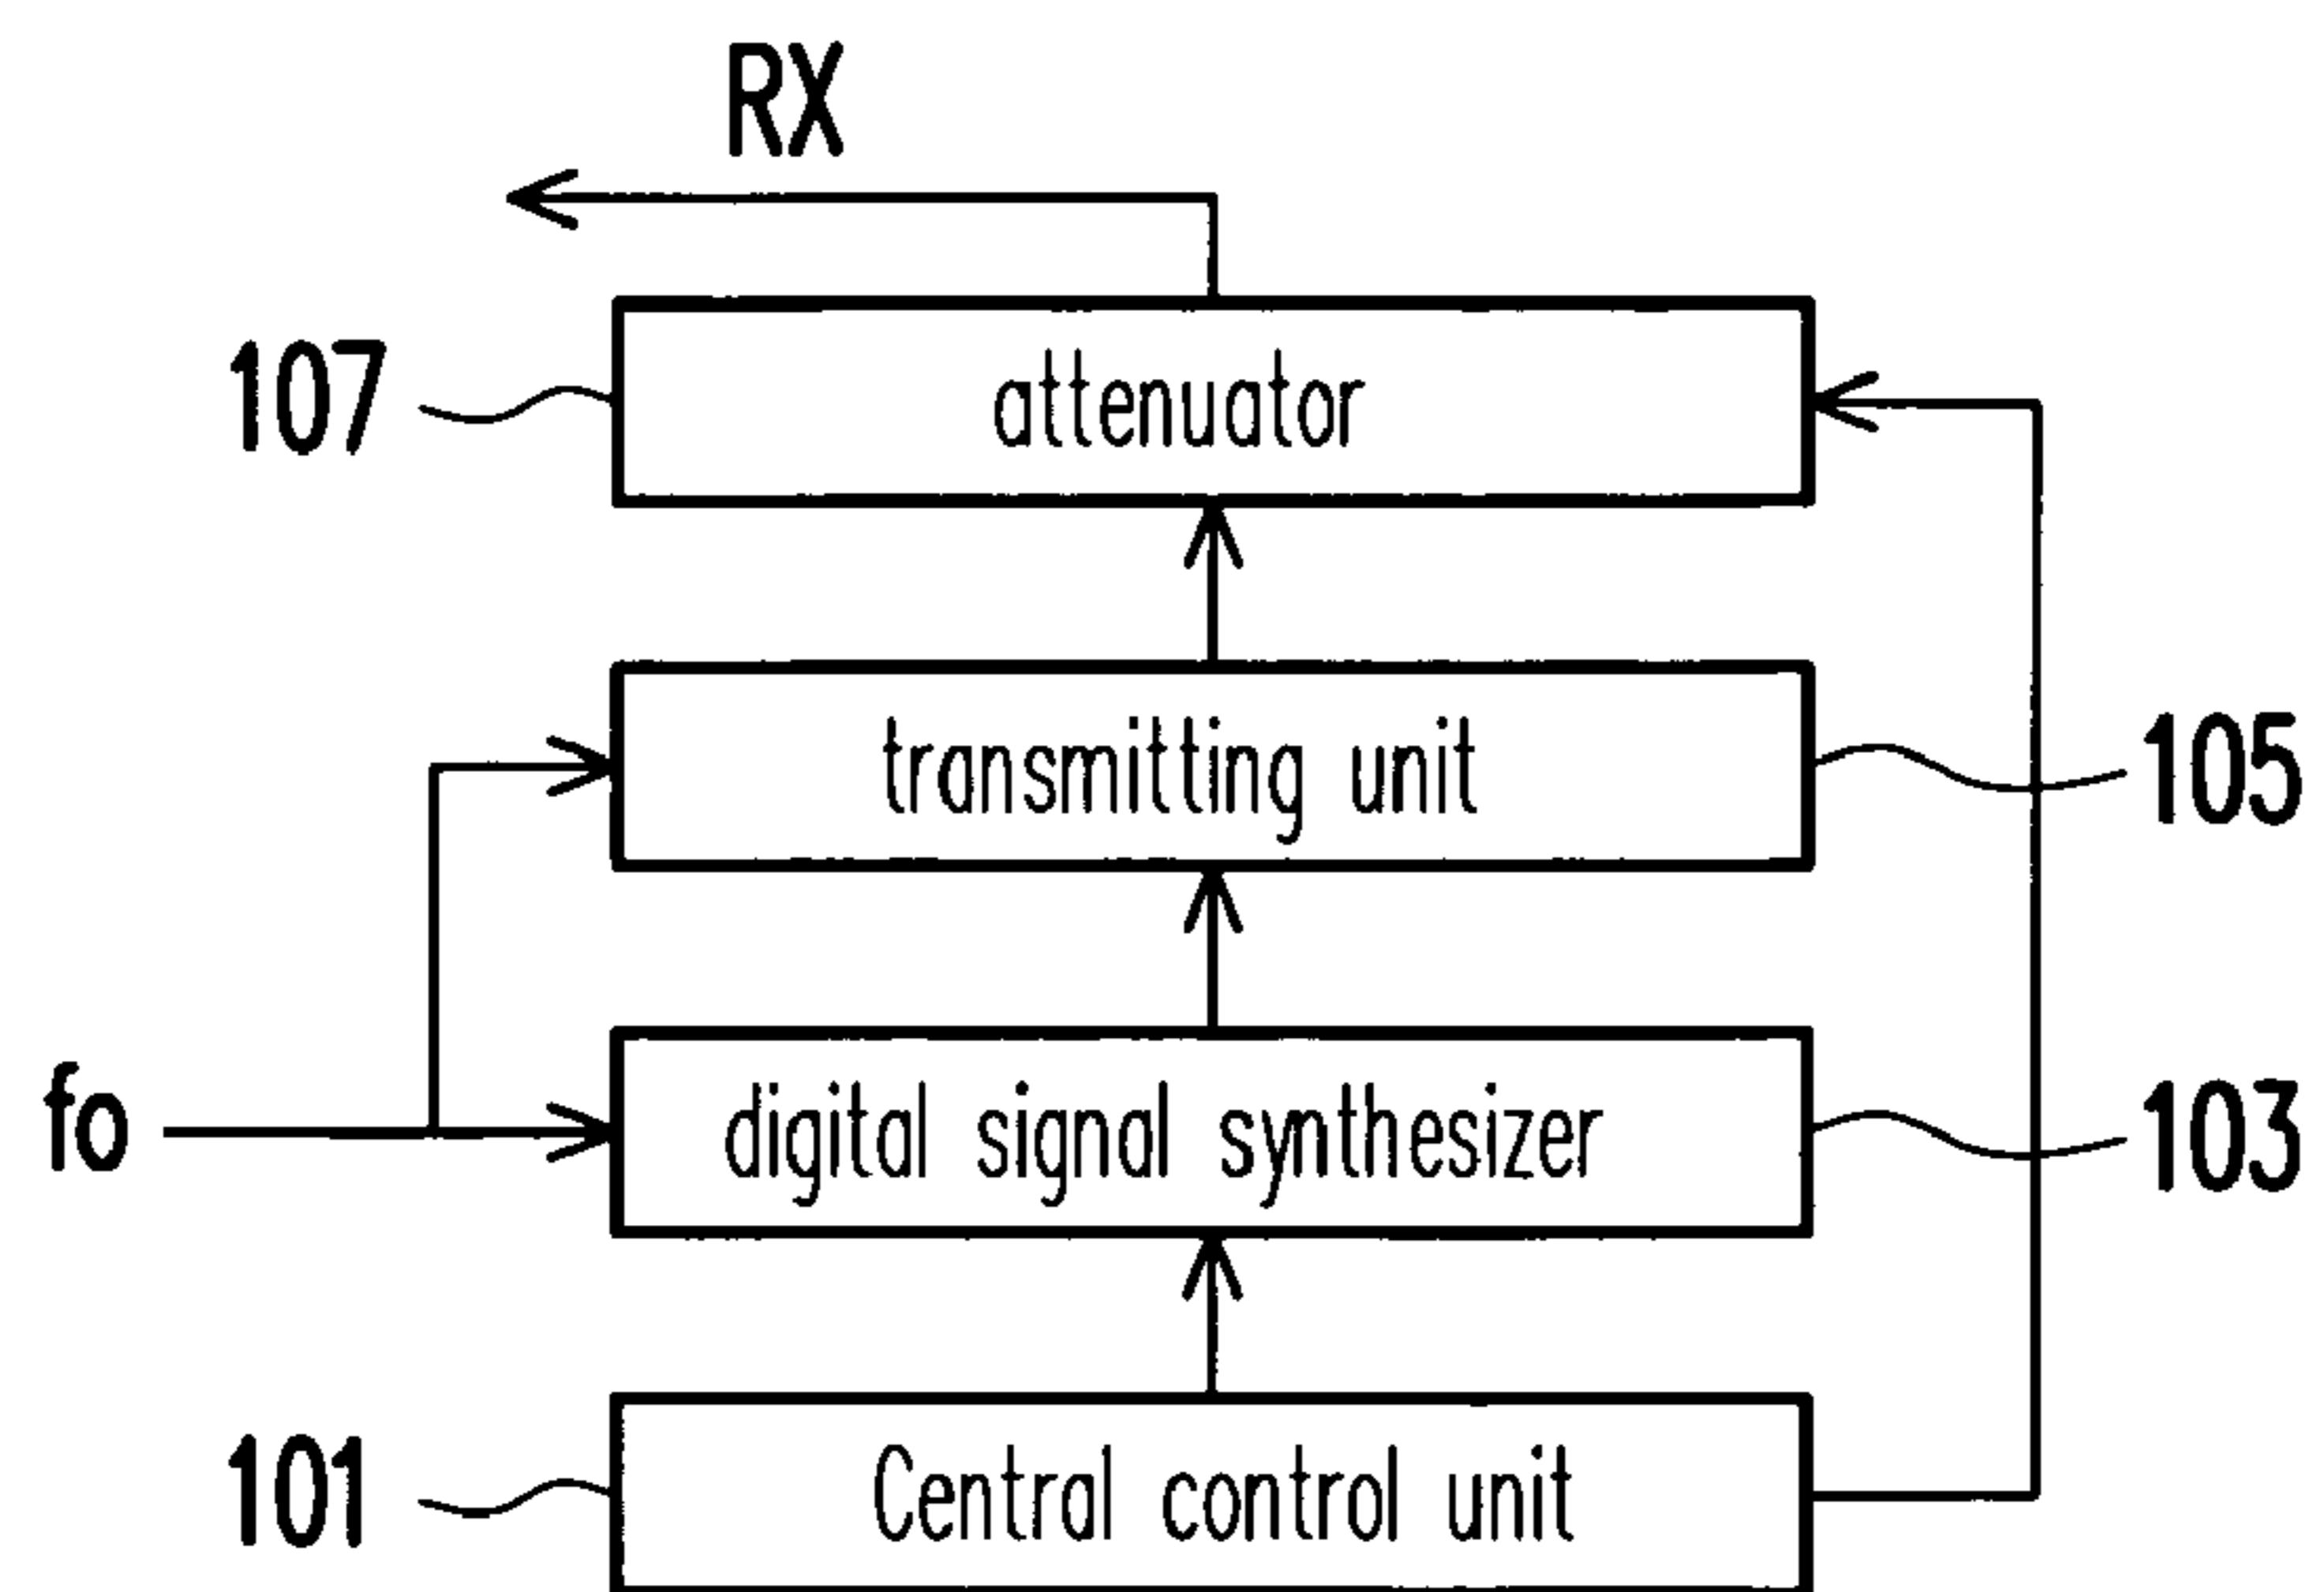 RX
107
attenuator
transmitting unit
105
fo
digital signal synthesizer
103
101
Central control unit